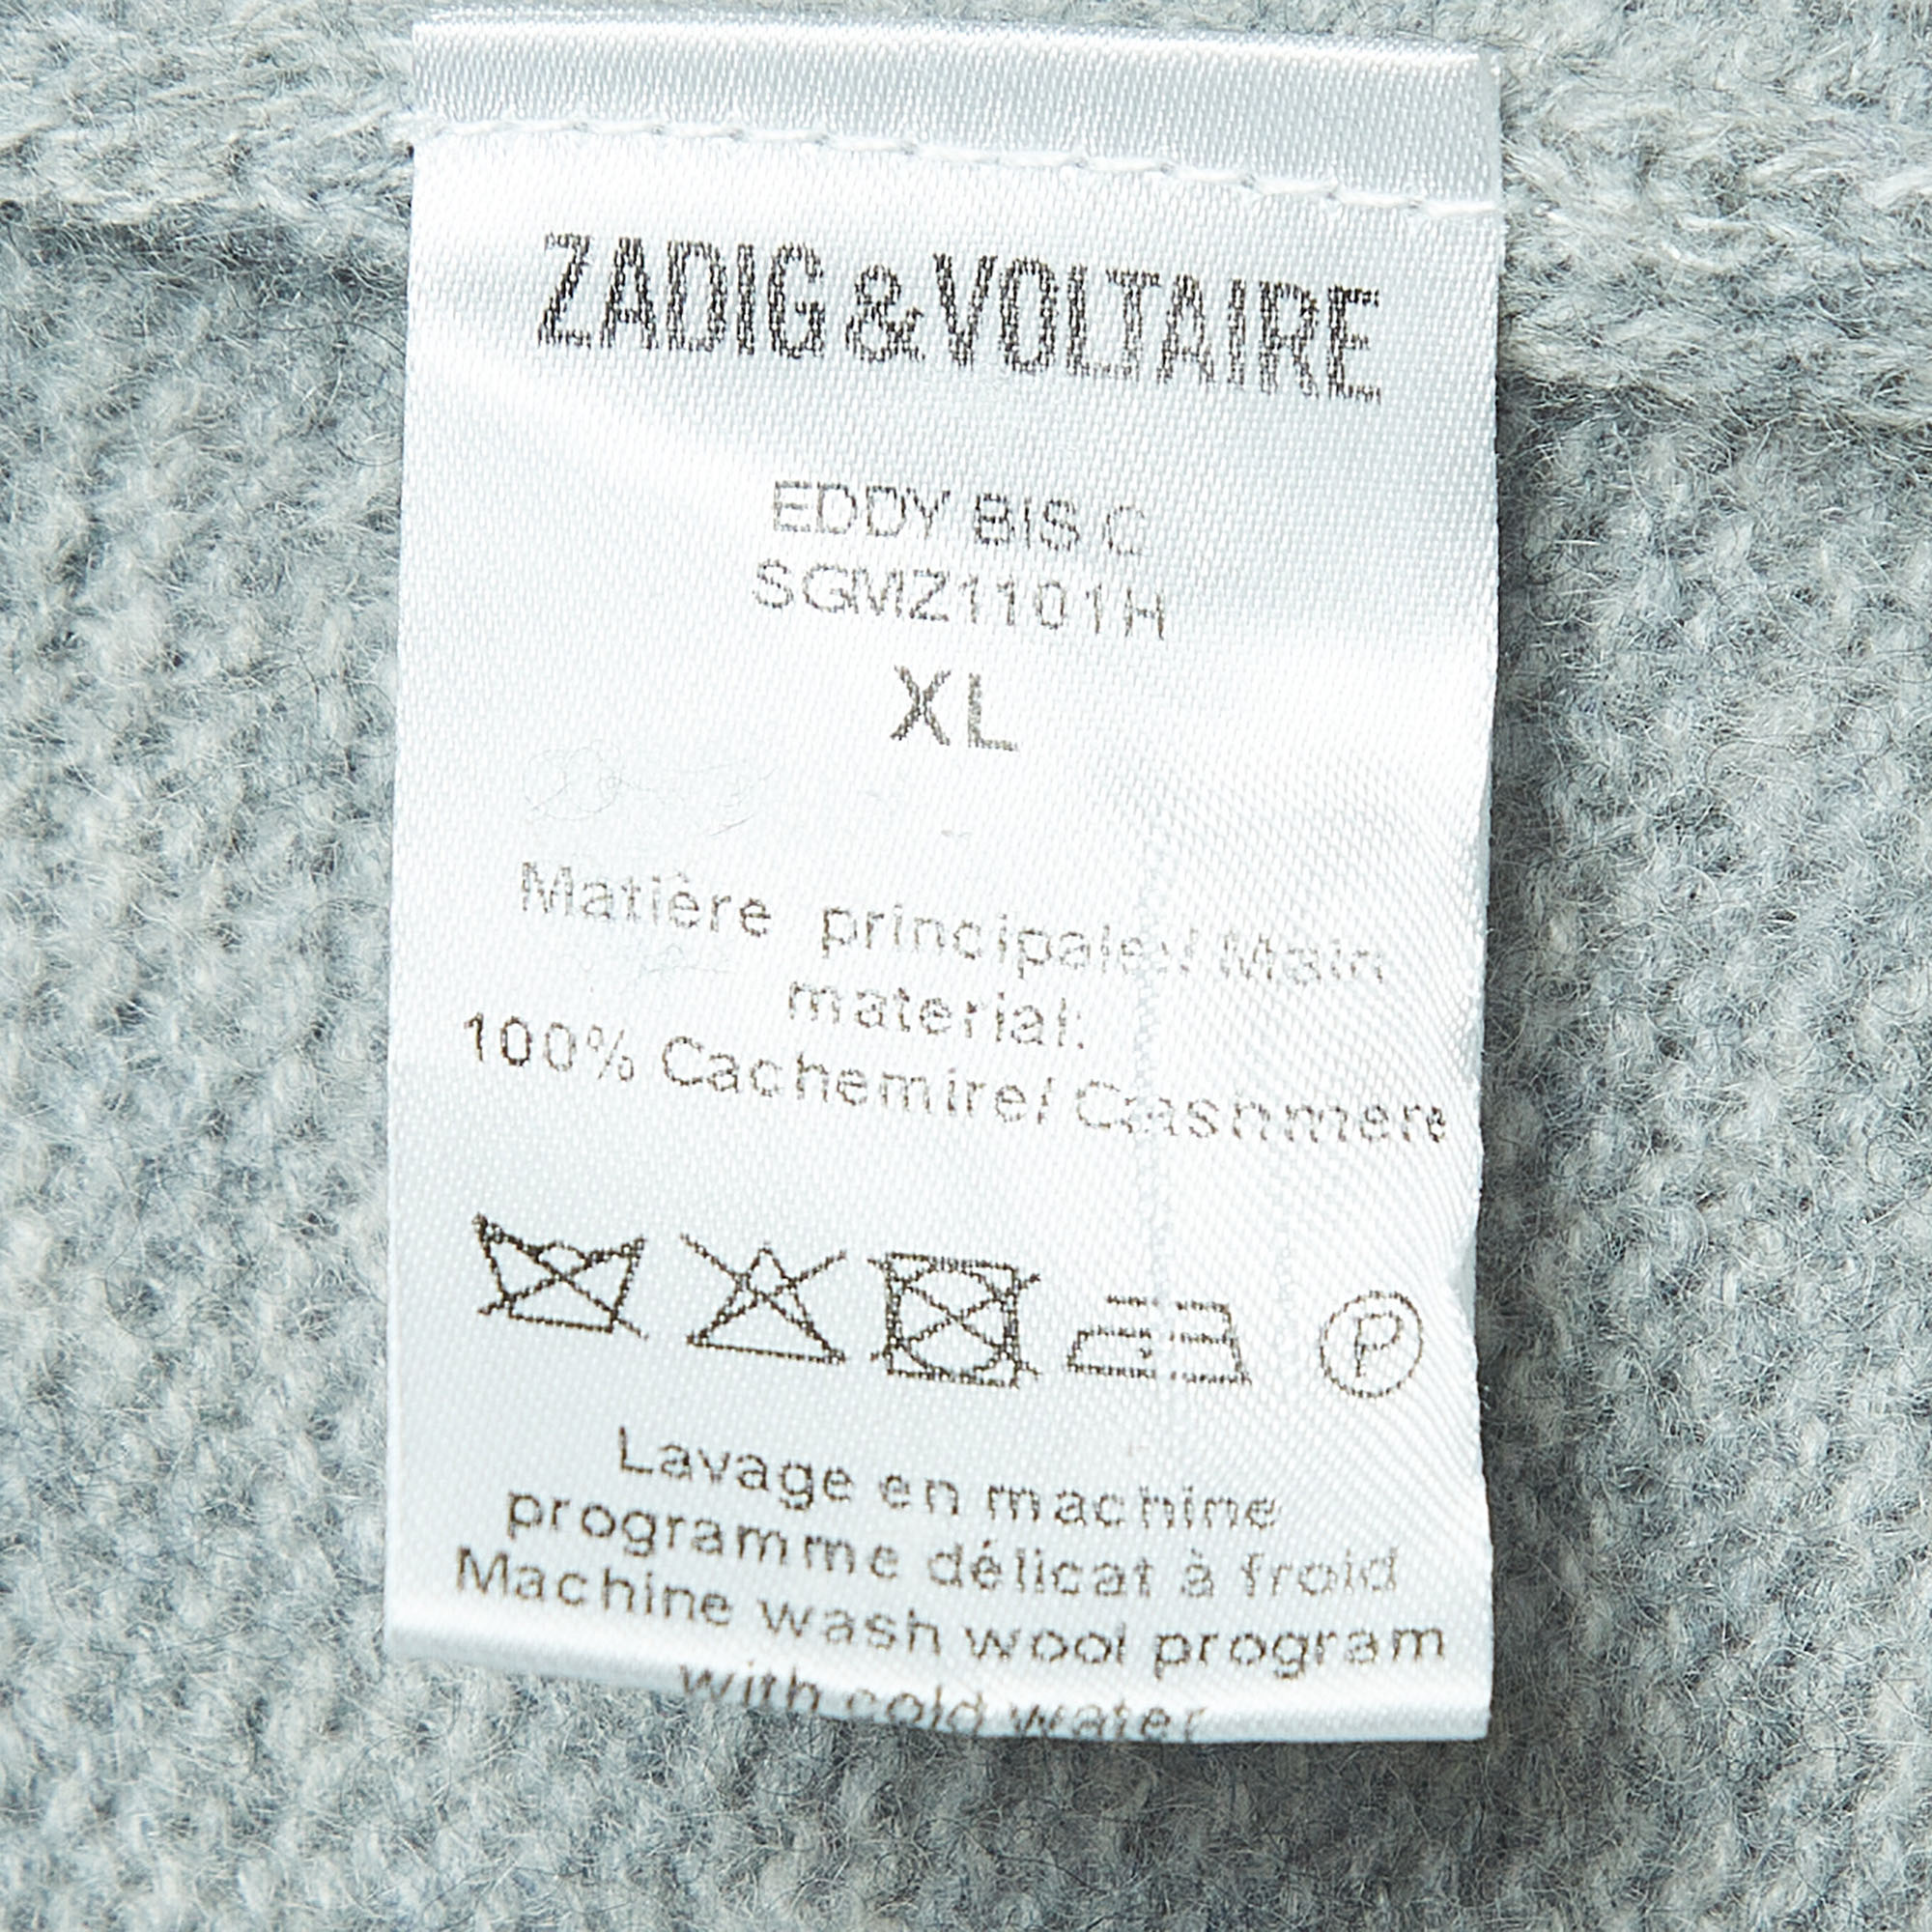 ZADIG & VOLTAIRE
EDDY BIS C
SGMZ1101H
XL
Matière principale/ Main
material:
100% Cachemire/ Cashmere
P
Lavage en machine
programme délicat à froid
Machine wash wool program
with cold water